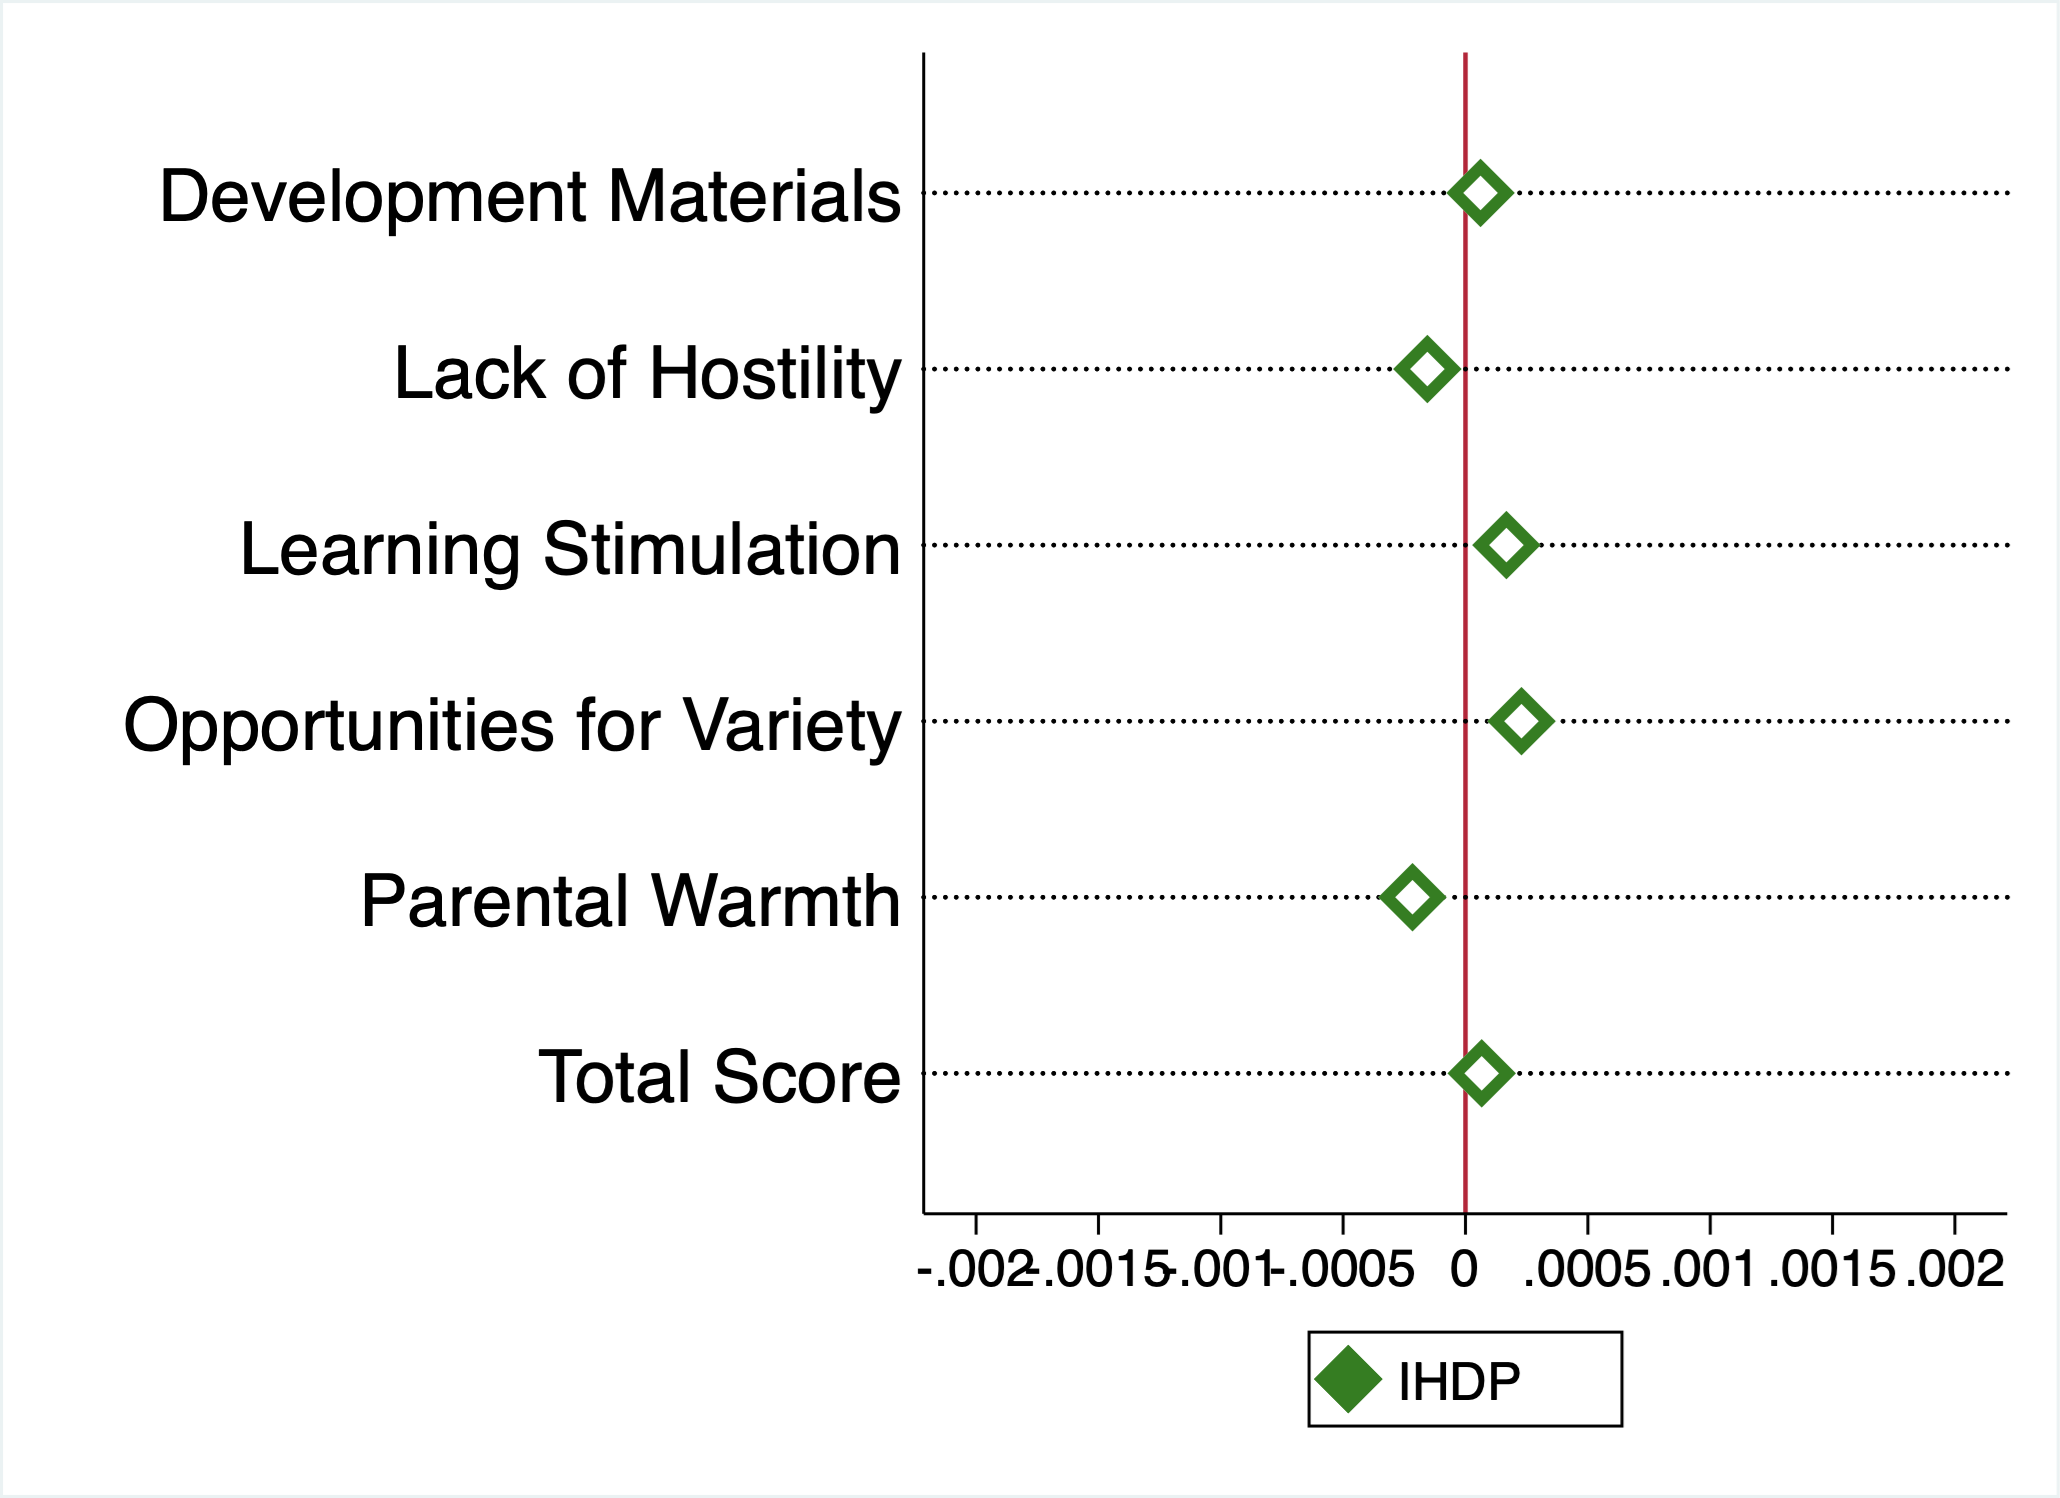 Development Materials
Lack of Hostility
Learning Stimulation
Opportunities for Variety
Parental Warmth
Total Score
-.002 -.0015 -.001 -.0005 0 .0005 .001 .0015 .002
IHDP